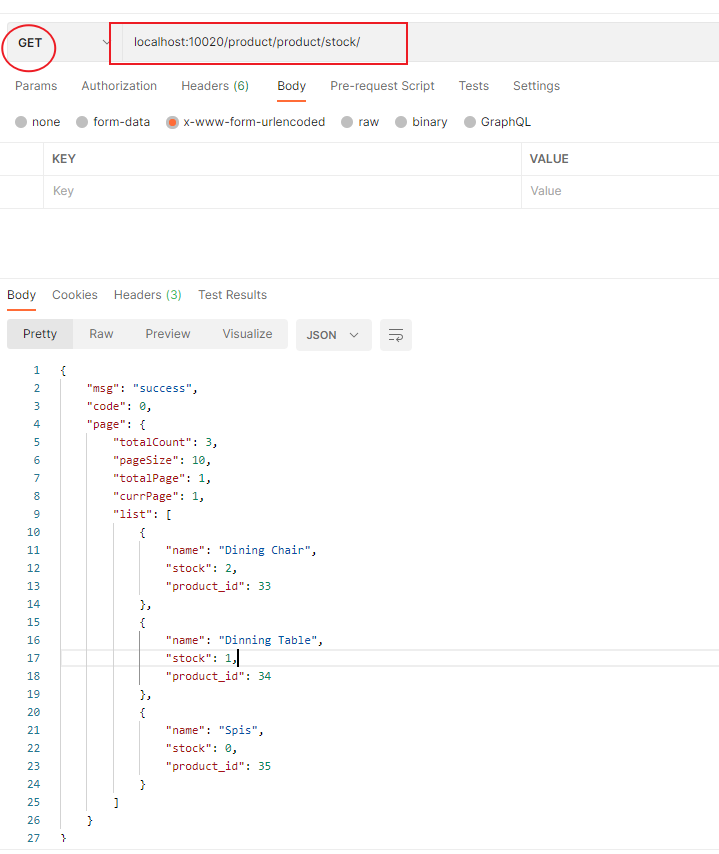 GET localhost:10020/product/product/stock/
Params Authorization Headers (6) Body Pre-request Script Tests Settings
none form-data x-www-form-urlencoded raw binary GraphQL
KEY VALUE
Key Value
Body Cookies Headers (3) Test Results
Pretty Raw Preview Visualize JSON
1 {
2 "msg": "success",
3 "code": 0,
4 "page": {
5 "totalCount": 3,
6 "pageSize": 10,
7 "totalPage": 1,
8 "currPage": 1,
9 "list": [
10 {
11 "name": "Dining Chair",
12 "stock": 2,
13 "product_id": 33
14 },
15 {
16 "name": "Dinning Table",
17 "stock": 1,
18 "product_id": 34
19 },
20 {
21 "name": "Spis",
22 "stock": 0,
23 "product_id": 35
24 }
25 ]
26 }
27 }